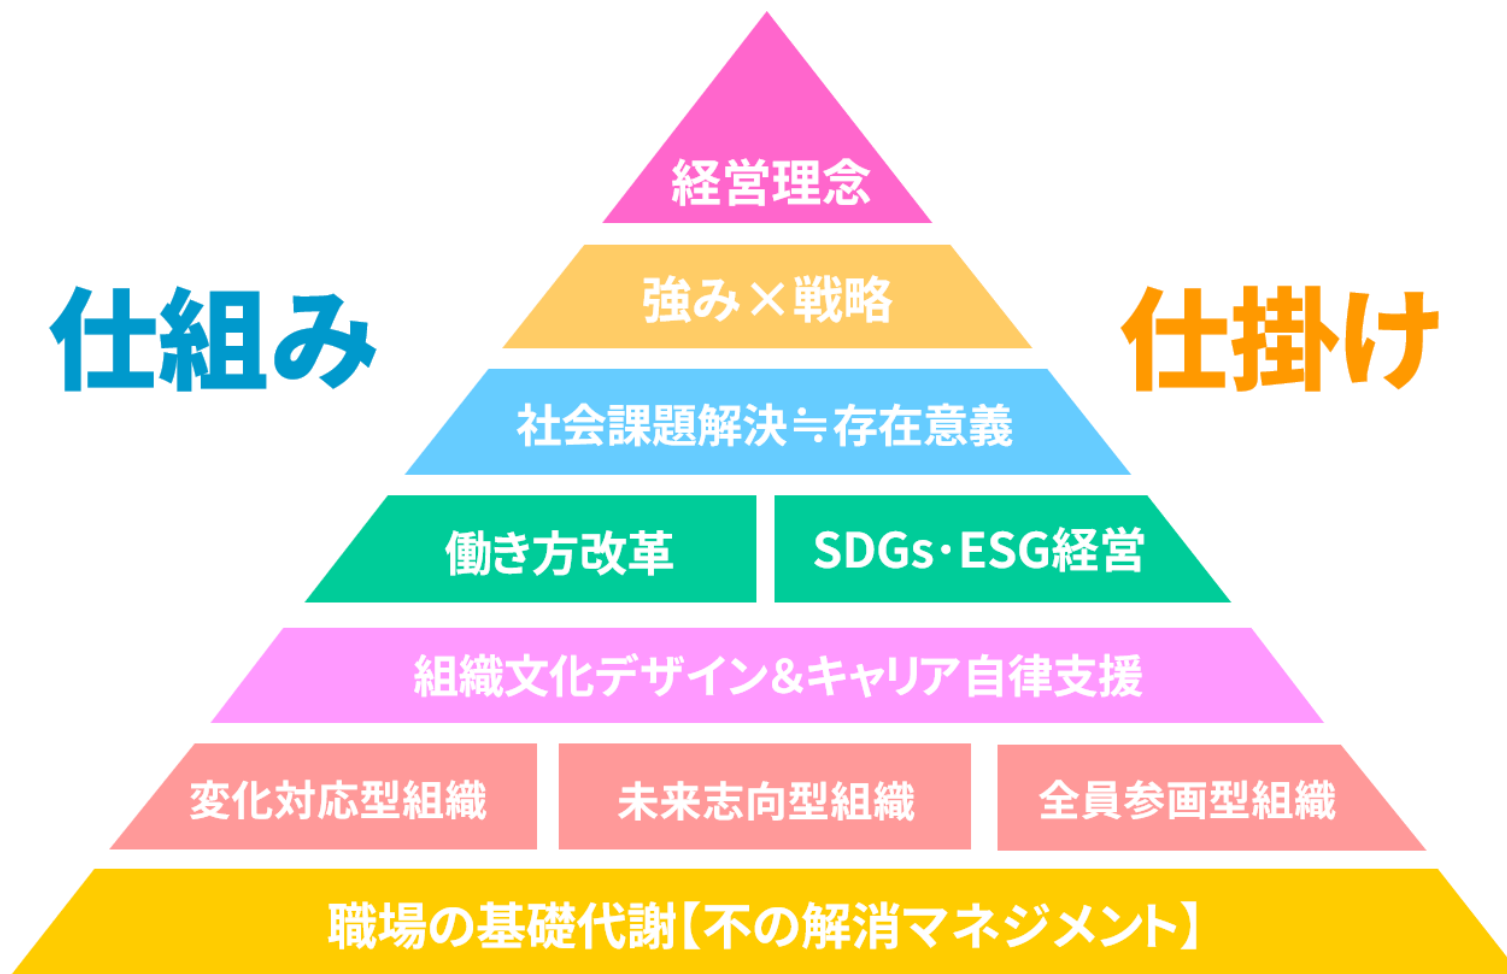 経営理念
強み×戦略
仕組み
仕掛け
社会課題解決≒存在意義
働き方改革
SDGs・ESG経営
組織文化デザイン&キャリア自律支援
変化対応型組織
未来志向型組織
全員参画型組織
職場の基礎代謝【不の解消マネジメント】